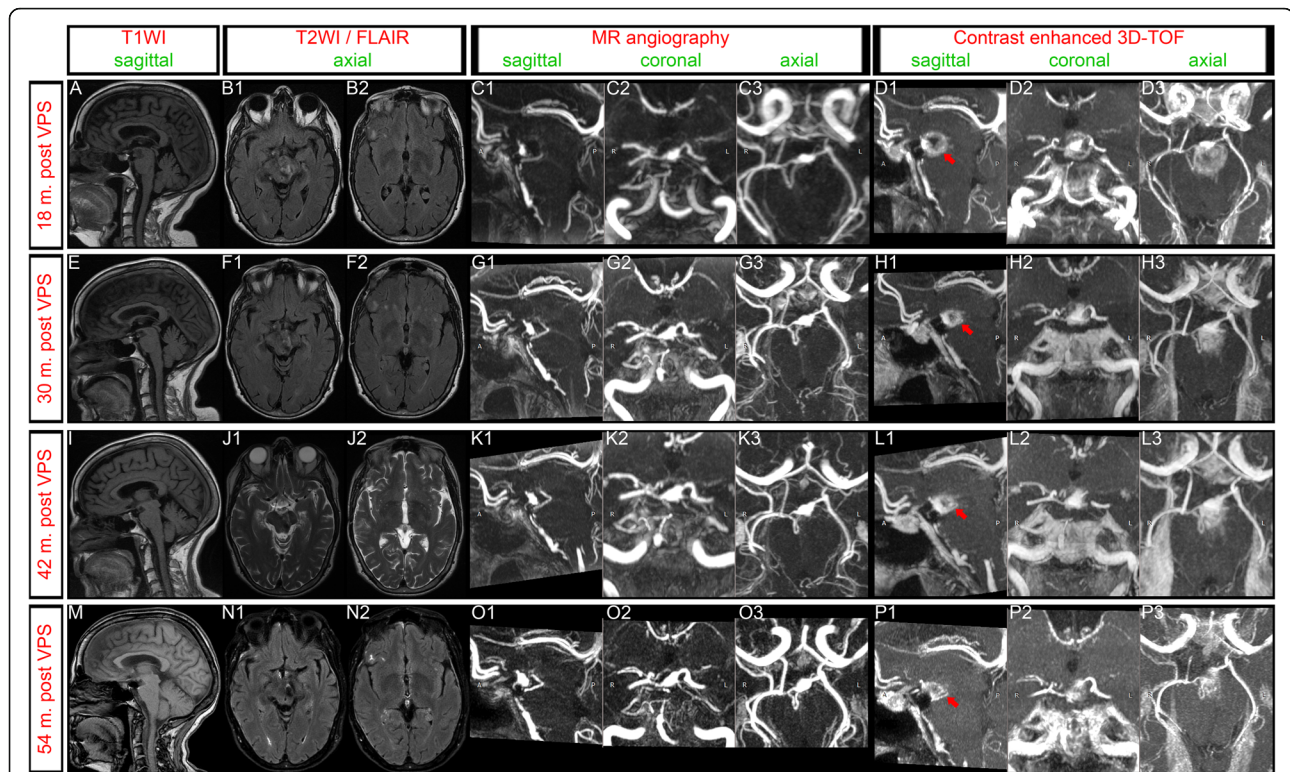 T1WI
sagittal
T2WI / FLAIR
axial
MR angiography
sagittal coronal axial
Contrast enhanced 3D-TOF
sagittal coronal axial
18 m. post VPS
A B1 B2 C1 C2 C3 D1 D2 D3
A P R L R L A P R L R L
30 m. post VPS
E F1 F2 G1 G2 G3 H1 H2 H3
A P R L R L A P R L R L
42 m. post VPS
I J1 J2 K1 K2 K3 L1 L2 L3
A P R L R L A P R L R L
54 m. post VPS
M N1 N2 O1 O2 O3 P1 P2 P3
A P R L R L A P R L R L